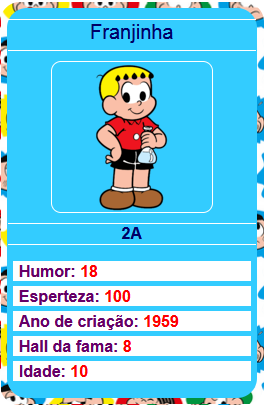 Franjinha
2A
Humor: 18
Esperteza: 100
Ano de criação: 1959
Hall da fama: 8
Idade: 10